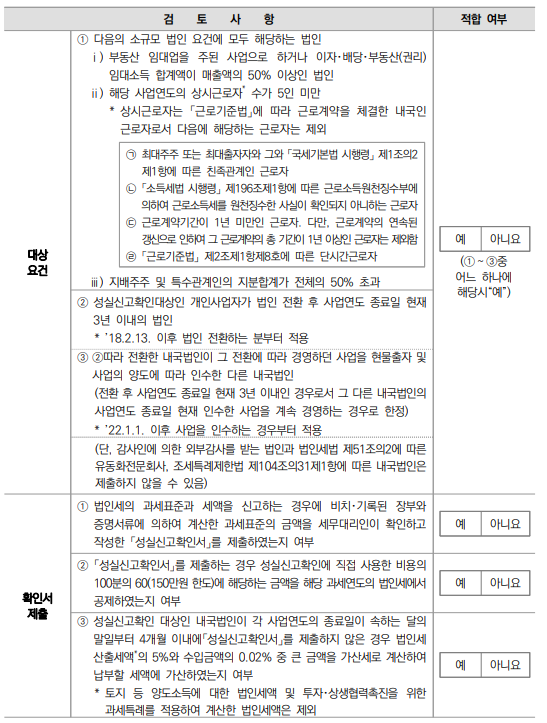 검 토 사 항
적합 여부
대상
요건
① 다음의 소규모 법인 요건에 모두 해당하는 법인
ⅰ) 부동산 임대업을 주된 사업으로 하거나 이자·배당·부동산(권리)
임대소득 합계액이 매출액의 50% 이상인 법인
ⅱ) 해당 사업연도의 상시근로자* 수가 5인 미만
* 상시근로자는 「근로기준법」에 따라 근로계약을 체결한 내국인
근로자로서 다음에 해당하는 근로자는 제외
㉠ 최대주주 또는 최대출자자와 그와 「국세기본법 시행령」 제1조의2
제1항에 따른 친족관계인 근로자
㉡ 「소득세법 시행령」 제196조제1항에 따른 근로소득원천징수부에
의하여 근로소득세를 원천징수한 사실이 확인되지 아니하는 근로자
㉢ 근로계약기간이 1년 미만인 근로자. 다만, 근로계약의 연속된
갱신으로 인하여 그 근로계약의 총 기간이 1년 이상인 근로자는 제외함
㉣ 「근로기준법」 제2조제1항제8호에 따른 단시간근로자
ⅲ) 지배주주 및 특수관계인의 지분합계가 전체의 50% 초과
② 성실신고확인대상인 개인사업자가 법인 전환 후 사업연도 종료일 현재
3년 이내의 법인
* ’18.2.13. 이후 법인 전환하는 분부터 적용
③ ②따라 전환한 내국법인이 그 전환에 따라 경영하던 사업을 현물출자 및
사업의 양도에 따라 인수한 다른 내국법인
(전환 후 사업연도 종료일 현재 3년 이내인 경우로서 그 다른 내국법인의
사업연도 종료일 현재 인수한 사업을 계속 경영하는 경우로 한정)
* ’22.1.1. 이후 사업을 인수하는 경우부터 적용
(단, 감사인에 의한 외부감사를 받는 법인과 법인세법 제51조의2에 따른
유동화전문회사, 조세특례제한법 제104조의31제1항에 따른 내국법인은
제출하지 않을 수 있음)
예 아니요
(①~③중
어느 하나에
해당시“예”)
확인서
제출
① 법인세의 과세표준과 세액을 신고하는 경우에 비치·기록된 장부와
증명서류에 의하여 계산한 과세표준의 금액을 세무대리인이 확인하고
작성한 「성실신고확인서」를 제출하였는지 여부
예 아니요
② 「성실신고확인서」를 제출하는 경우 성실신고확인에 직접 사용한 비용의
100분의 60(150만원 한도)에 해당하는 금액을 해당 과세연도의 법인세에서
공제하였는지 여부
예 아니요
③ 성실신고확인 대상인 내국법인이 각 사업연도의 종료일이 속하는 달의
말일부터 4개월 이내에「성실신고확인서」를 제출하지 않은 경우 법인세
산출세액*의 5%와 수입금액의 0.02% 중 큰 금액을 가산세로 계산하여
납부할 세액에 가산하였는지 여부
* 토지 등 양도소득에 대한 법인세액 및 투자·상생협력촉진을 위한
과세특례를 적용하여 계산한 법인세액은 제외
예 아니요